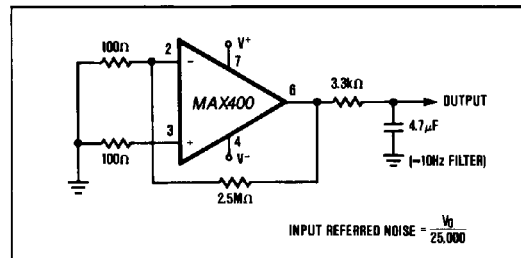 100Ω
2
V+
7
−
MAX400
6
3.3kΩ
OUTPUT
4.7µF
(~10Hz FILTER)
3
+
4
V−
100Ω
2.5MΩ
INPUT REFERRED NOISE = V0
25,000